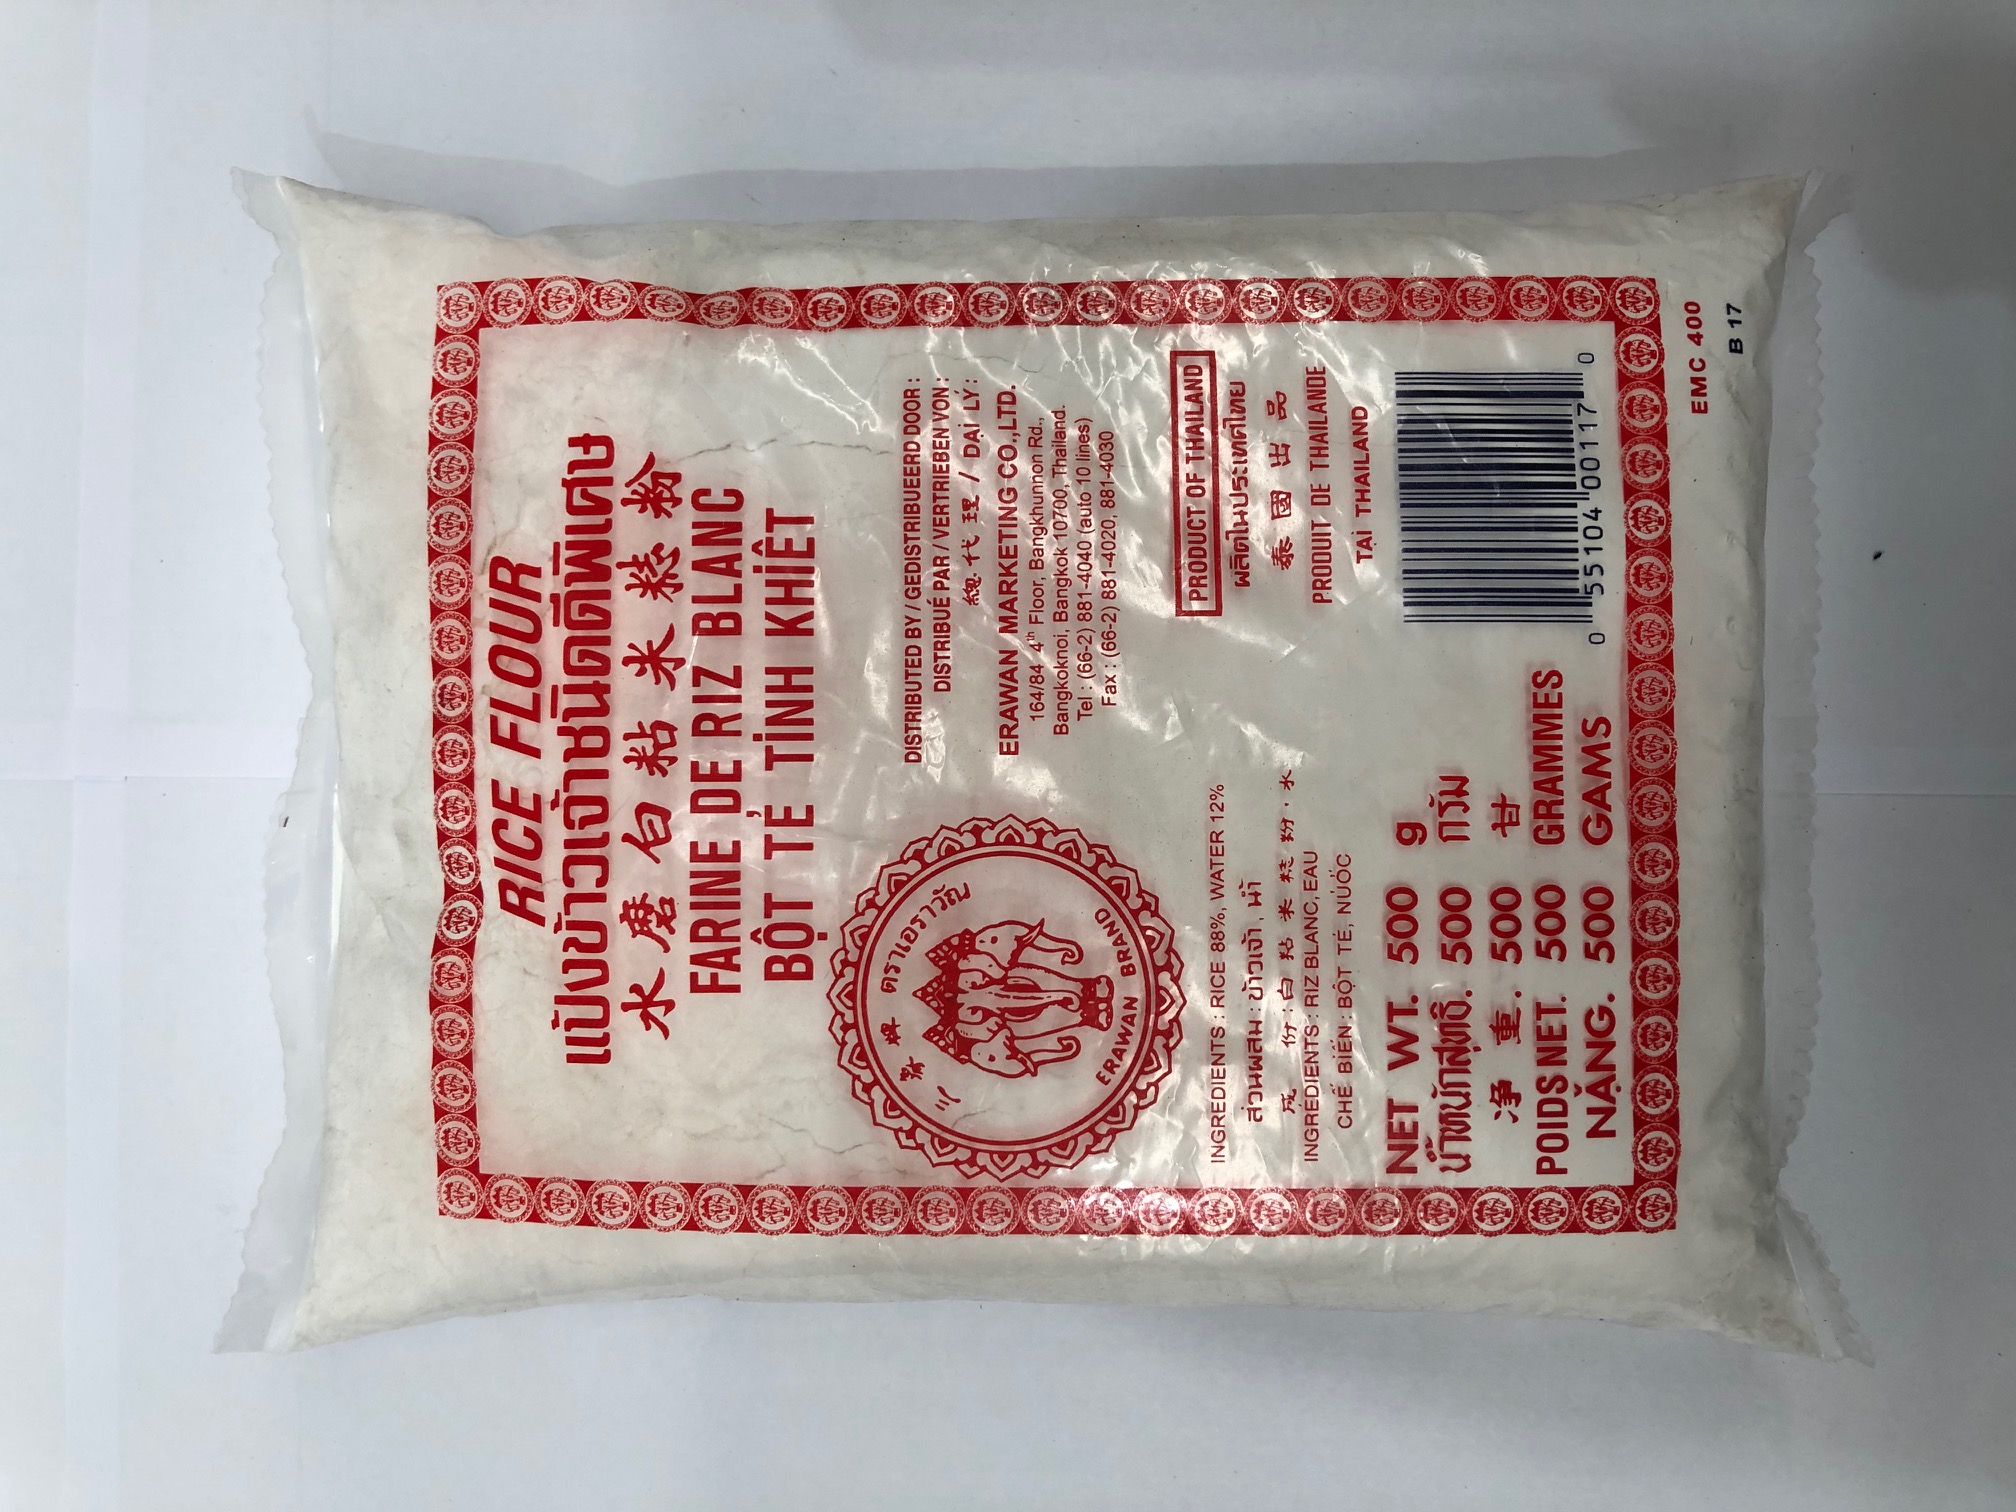 RICE FLOUR
แป้งข้าวเจ้าชนิดดีพิเศษ
水磨白粘米粉
FARINE DE RIZ BLANC
BỘT TẺ TỈNH KHIẾT
三象牌 ตราเอราวัณ
ERAWAN BRAND
DISTRIBUTED BY / GEDISTRIBUEERD DOOR :
DISTRIBUÉ PAR / VERTRIEBEN VON :
總代理 / DẠI LÝ :
ERAWAN MARKETING CO.,LTD.
164/84 4th Floor, Bangkhunnon Rd.,
Bangkoknoi, Bangkok 10700, Thailand.
Tel : (66-2) 881-4040 (auto 10 lines)
Fax : (66-2) 881-4020, 881-4030
INGREDIENTS : RICE 88%, WATER 12%
ส่วนผสม : ข้าวเจ้า, น้ำ
成份 : 白粘米粉 · 水
INGRÉDIENTS : RIZ BLANC, EAU
CHẾ BIẾN : BỘT TẺ, NƯỚC
PRODUCT OF THAILAND
ผลิตในประเทศไทย
泰國出品
PRODUIT DE THAILANDE
TẠI THAILAND
NET WT. 500 g
น้ำหนักสุทธิ. 500 กรัม
净重. 500 甘
POIDS NET. 500 GRAMMES
NẶNG. 500 GAMS
0 55104 00117 0
EMC 400
B 17